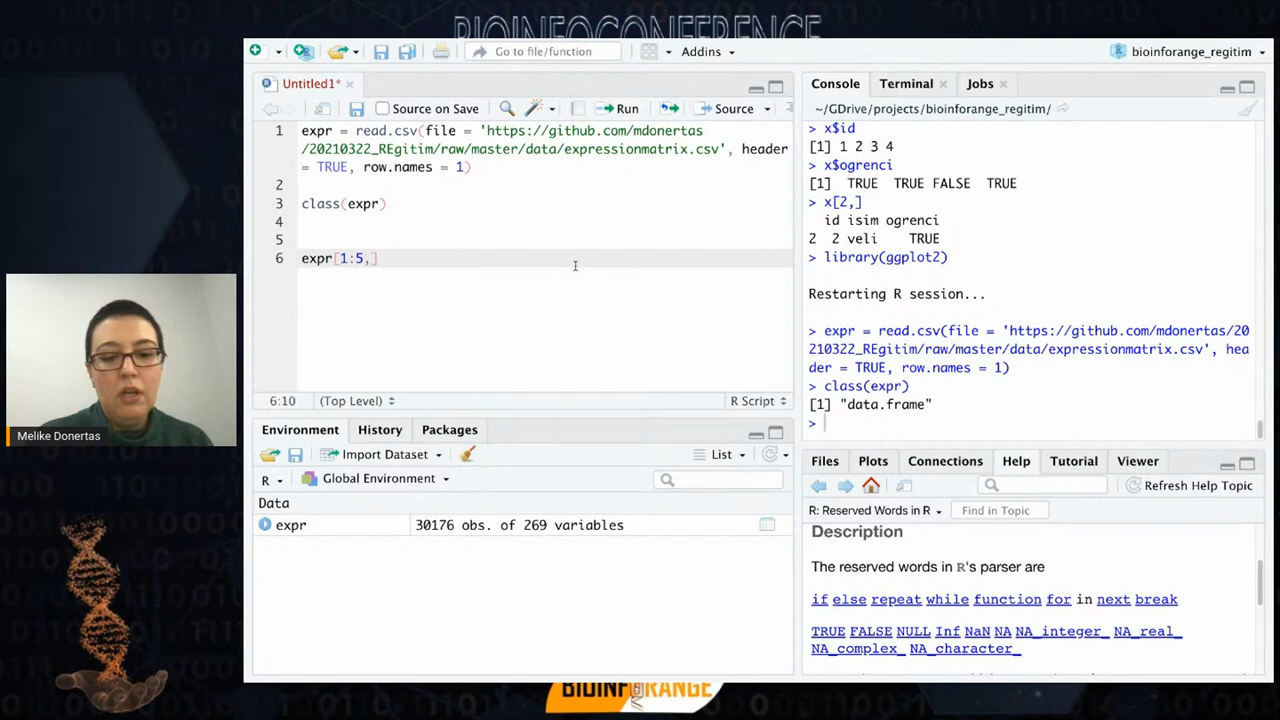 BIOINFOCONFERENCE
Go to file/function
Addins
bioinforange_regitim
Untitled1*
Source on Save
Run
Source
1 expr = read.csv(file = 'https://github.com/mdonertas
/20210322_REgitim/raw/master/data/expressionmatrix.csv', header
= TRUE, row.names = 1)
2
3 class(expr)
4
5
6 expr[1:5,]
6:10 (Top Level) R Script
Environment History Packages
Import Dataset List
R Global Environment
Data
expr 30176 obs. of 269 variables
Console Terminal Jobs
~/GDrive/projects/bioinforange_regitim/
> x$id
[1] 1 2 3 4
> x$ogrenci
[1]  TRUE  TRUE FALSE  TRUE
> x[2,]
  id isim ogrenci
2  2 veli    TRUE
> library(ggplot2)
Restarting R session...
> expr = read.csv(file = 'https://github.com/mdonertas/20
210322_REgitim/raw/master/data/expressionmatrix.csv', hea
der = TRUE, row.names = 1)
> class(expr)
[1] "data.frame"
>
Files Plots Connections Help Tutorial Viewer
Refresh Help Topic
R: Reserved Words in R Find in Topic
Description
The reserved words in R's parser are
if else repeat while function for in next break
TRUE FALSE NULL Inf NaN NA NA_integer_ NA_real_
NA_complex_ NA_character_
Melike Donertas
BIOINFORANGE